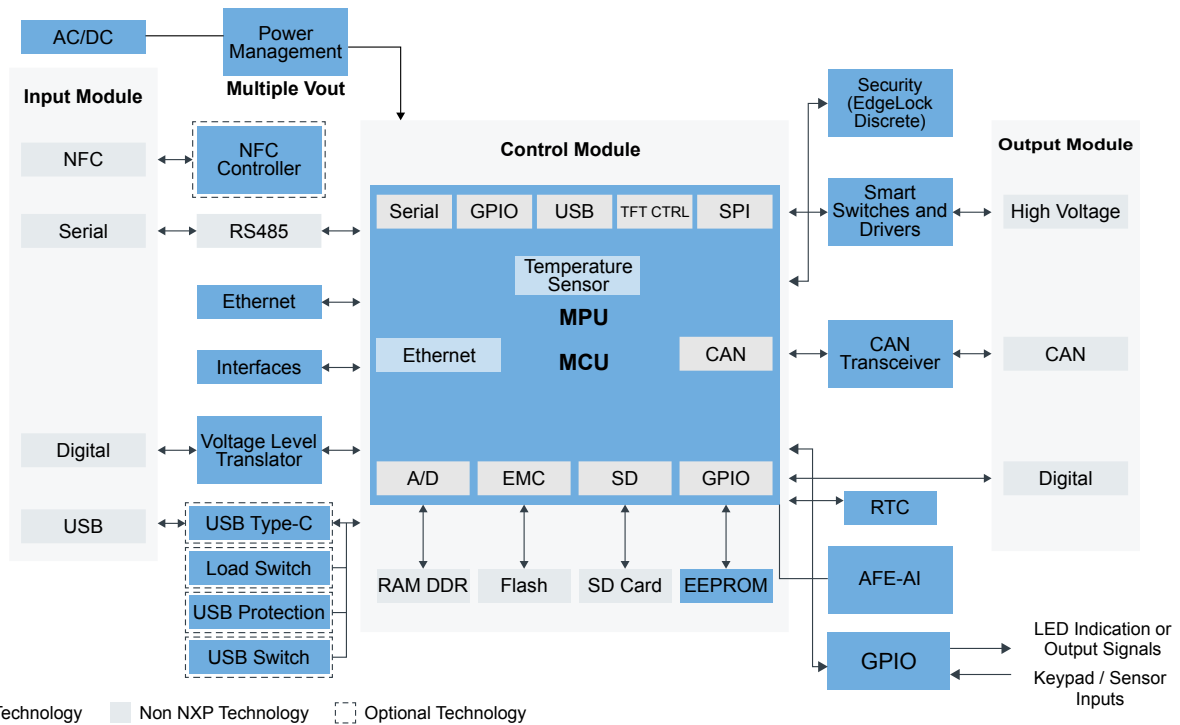 AC/DC
Power
Management
Multiple Vout
Input Module
NFC
Serial
Digital
USB
NFC
Controller
RS485
Ethernet
Interfaces
Voltage Level
Translator
USB Type-C
Load Switch
USB Protection
USB Switch
Control Module
Serial
GPIO
USB
TFT CTRL
SPI
Temperature
Sensor
MPU
Ethernet
MCU
CAN
A/D
EMC
SD
GPIO
RAM DDR
Flash
SD Card
EEPROM
Security
(EdgeLock
Discrete)
Smart
Switches and
Drivers
CAN
Transceiver
RTC
AFE-AI
GPIO
Output Module
High Voltage
CAN
Digital
LED Indication or
Output Signals
Keypad / Sensor
Inputs
Technology
Non NXP Technology
Optional Technology